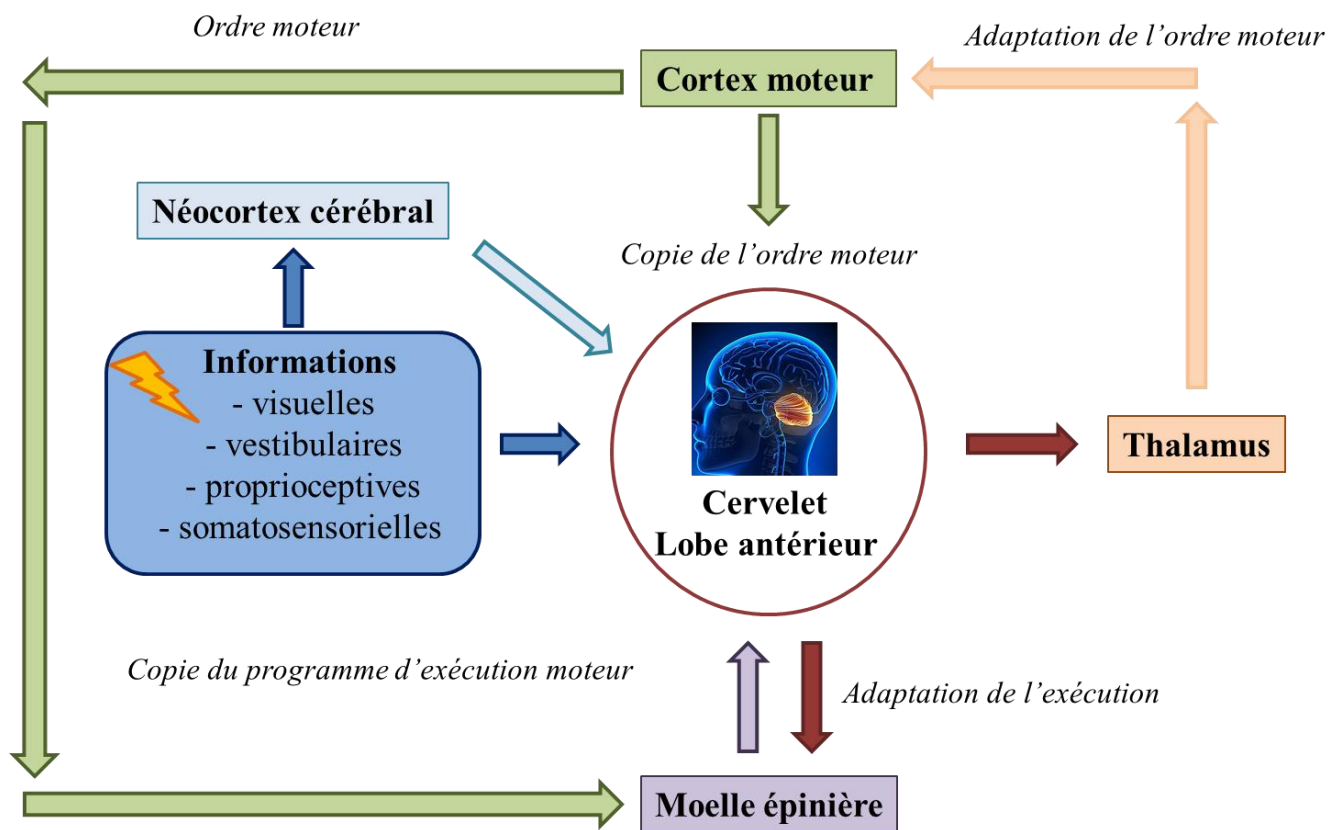 Ordre moteur
Adaptation de l’ordre moteur
Cortex moteur
Néocortex cérébral
Copie de l’ordre moteur
Informations
- visuelles
- vestibulaires
- proprioceptives
- somatosensorielles
Cervelet
Lobe antérieur
Thalamus
Copie du programme d’exécution moteur
Adaptation de l’exécution
Moelle épinière